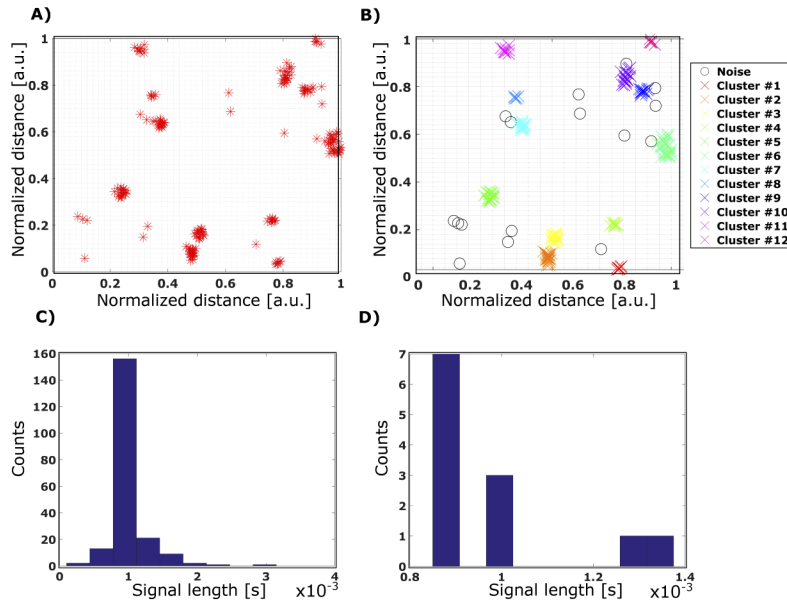 A)
B)
Normalized distance [a.u.]
1
0.8
0.6
0.4
0.2
0
0
0.2
0.4
0.6
0.8
1
Normalized distance [a.u.]
Normalized distance [a.u.]
1
0.8
0.6
0.4
0.2
0
0
0.2
0.4
0.6
0.8
1
Normalized distance [a.u.]
Noise
Cluster #1
Cluster #2
Cluster #3
Cluster #4
Cluster #5
Cluster #6
Cluster #7
Cluster #8
Cluster #9
Cluster #10
Cluster #11
Cluster #12
C)
D)
Counts
160
140
120
100
80
60
40
20
0
0
1
2
3
4
Signal length [s]
x10⁻³
Counts
7
6
5
4
3
2
1
0
0.8
1
1.2
1.4
Signal length [s]
x10⁻³